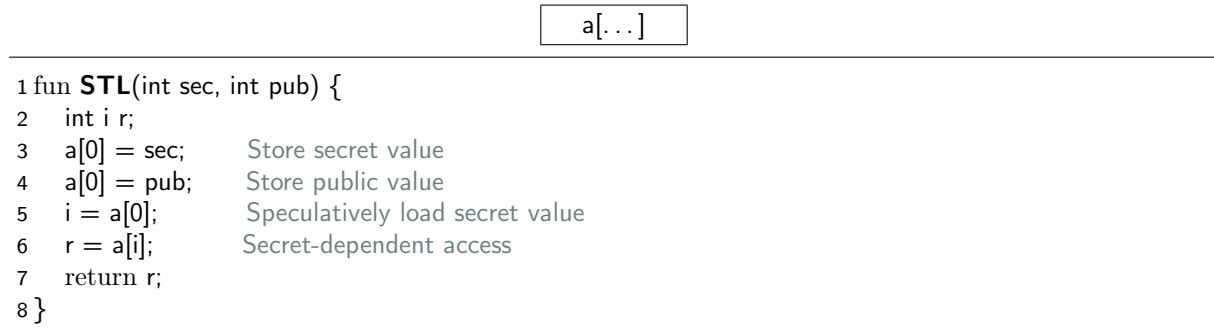 a[...]
1 fun STL(int sec, int pub) {
2 int i r;
3 a[0] = sec; Store secret value
4 a[0] = pub; Store public value
5 i = a[0]; Speculatively load secret value
6 r = a[i]; Secret-dependent access
7 return r;
8 }